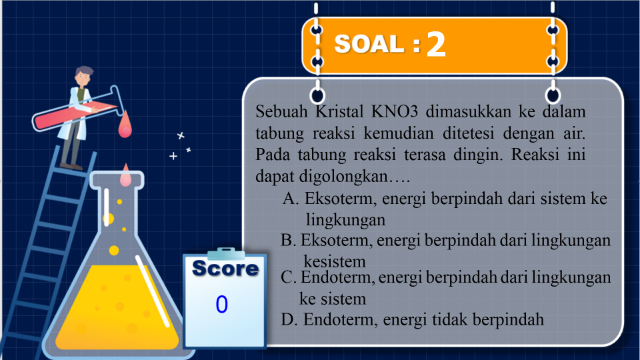 SOAL : 2
Sebuah Kristal KNO3 dimasukkan ke dalam
tabung reaksi kemudian ditetesi dengan air.
Pada tabung reaksi terasa dingin. Reaksi ini
dapat digolongkan….
A. Eksoterm, energi berpindah dari sistem ke
lingkungan
B. Eksoterm, energi berpindah dari lingkungan
kesistem
C. Endoterm, energi berpindah dari lingkungan
ke sistem
D. Endoterm, energi tidak berpindah
Score
0